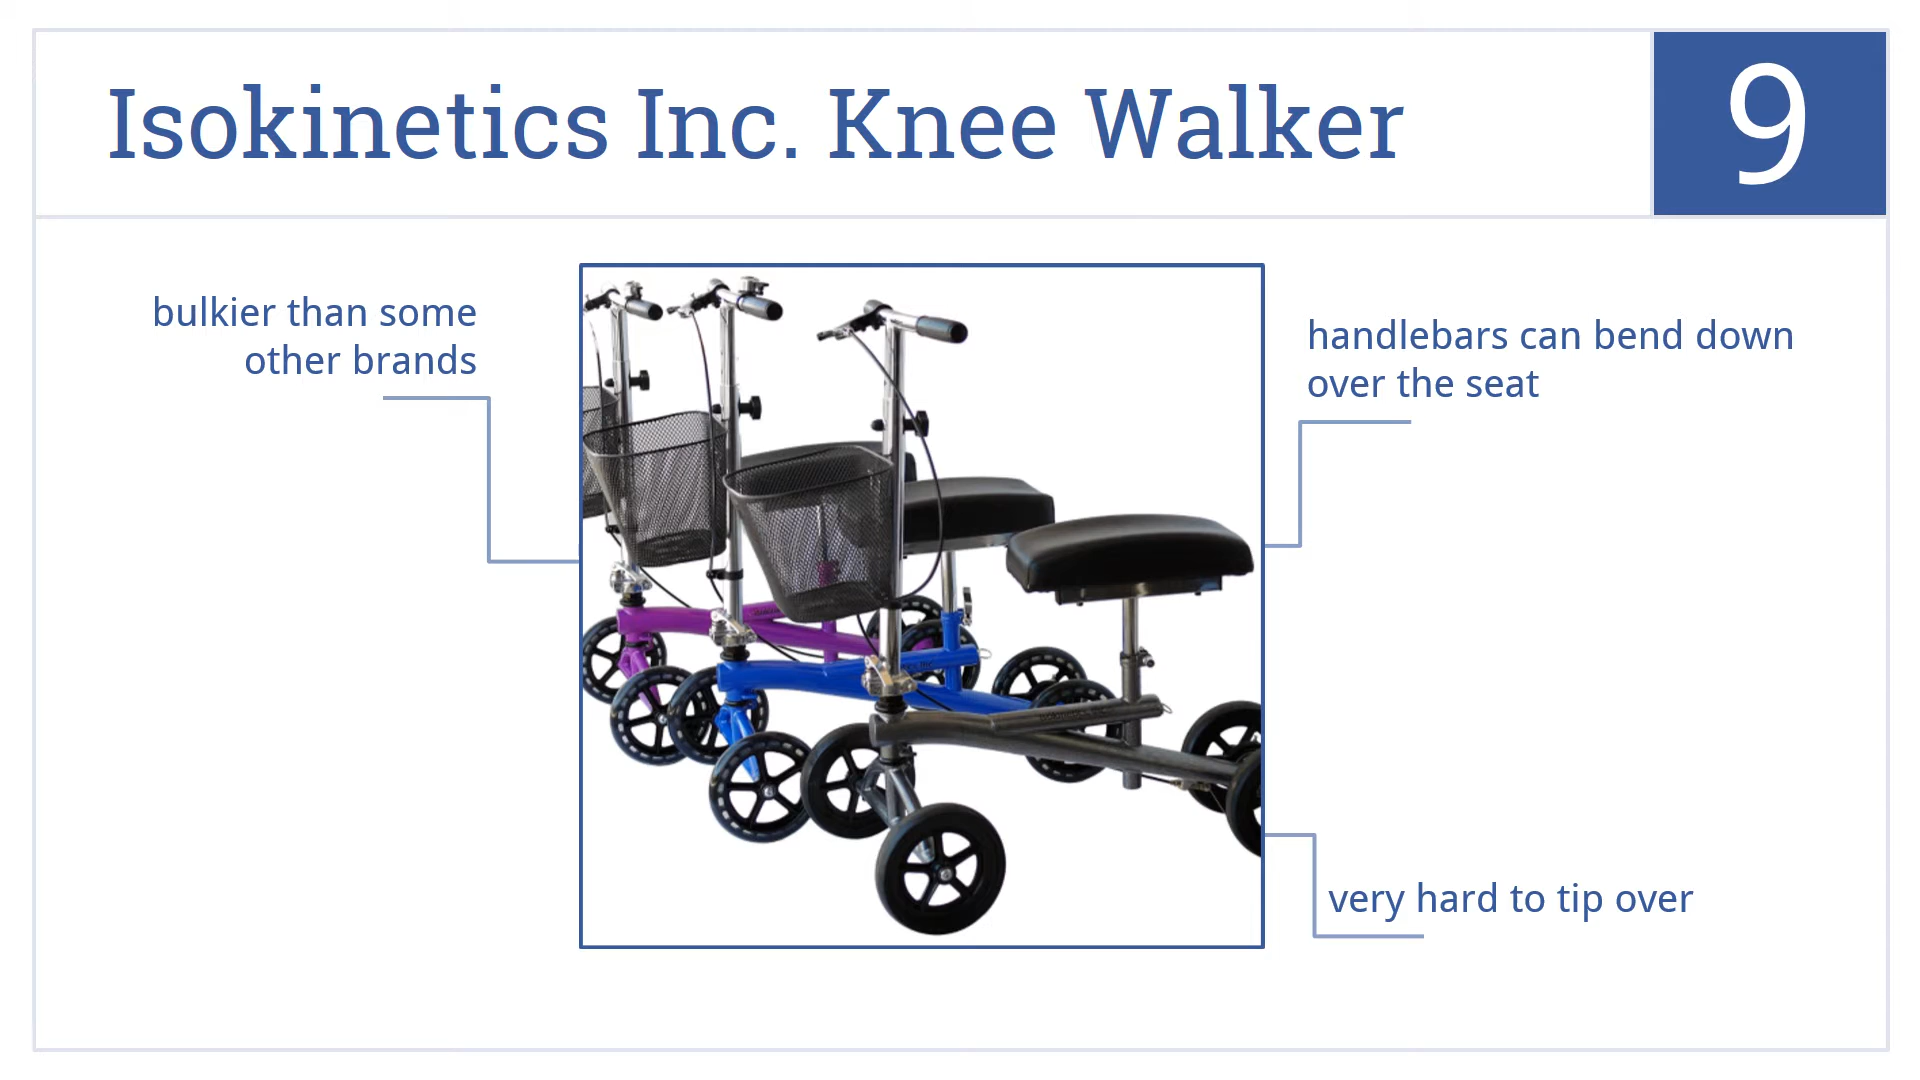 Isokinetics Inc. Knee Walker
9
bulkier than some
other brands
handlebars can bend down
over the seat
very hard to tip over